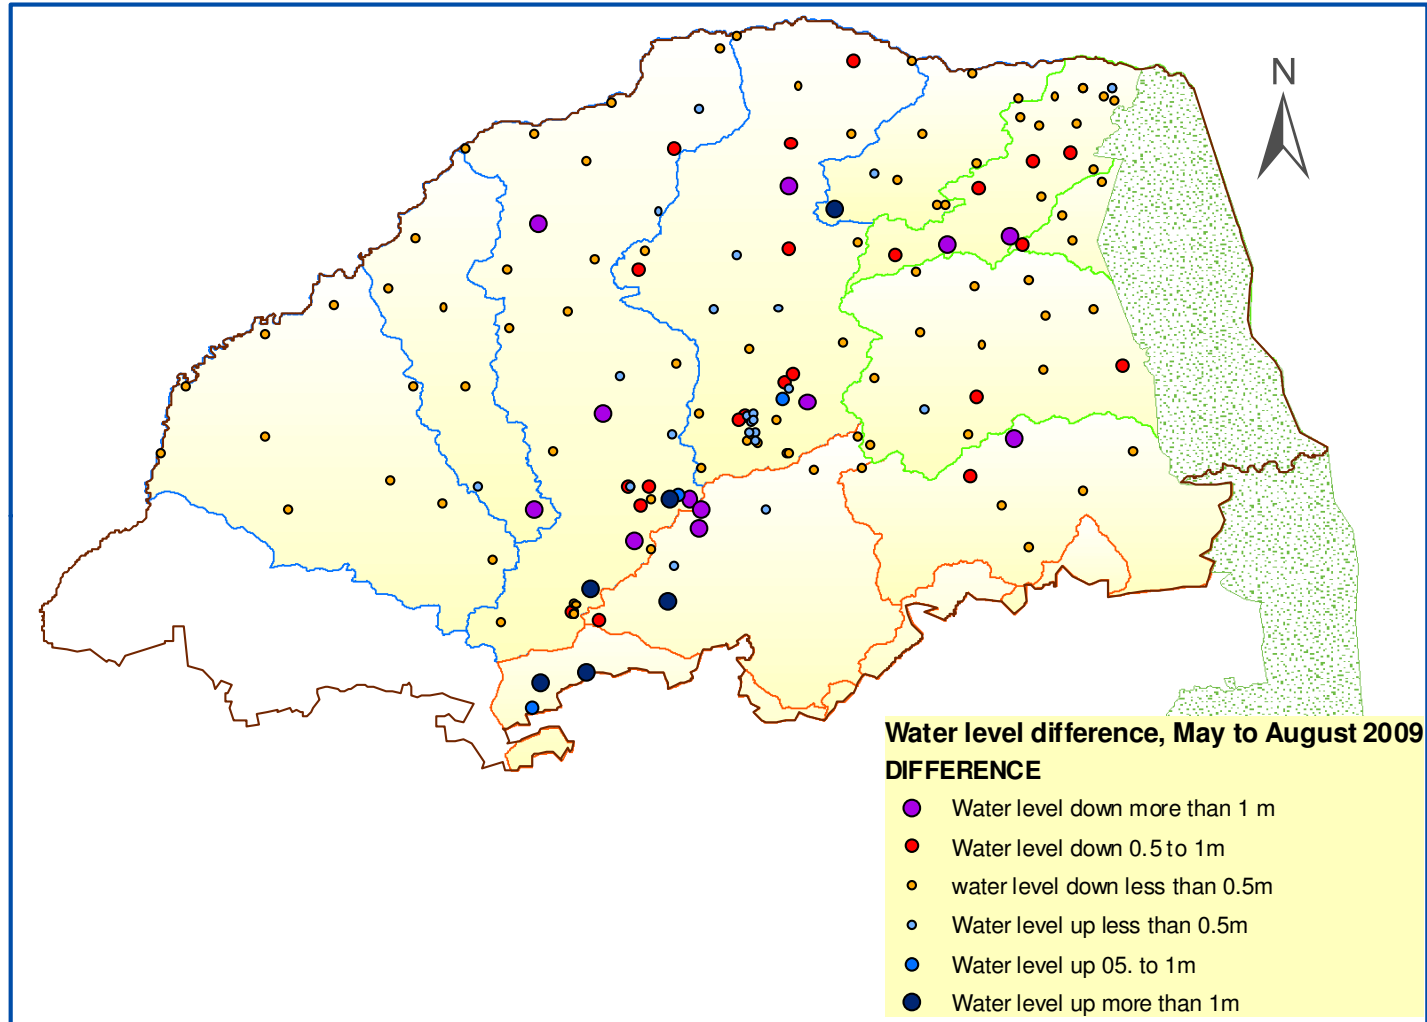 N
Water level difference, May to August 2009
DIFFERENCE
Water level down more than 1 m
Water level down 0.5 to 1m
water level down less than 0.5m
Water level up less than 0.5m
Water level up 05. to 1m
Water level up more than 1m